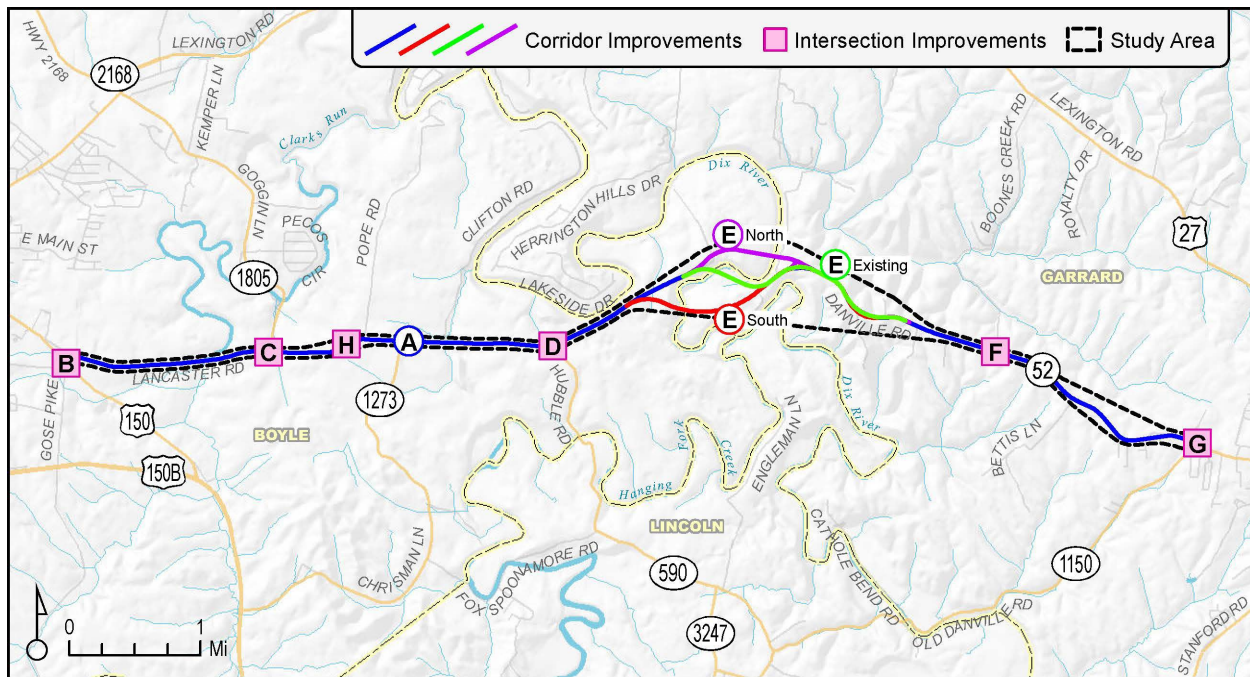 Corridor Improvements
Intersection Improvements
Study Area
HWY 2168
LEXINGTON RD
2168
KEMPER LN
Clarks Run
GOGGIN LN
PECOS
CIR
POPE RD
E MAIN ST
1805
CLIFTON RD
HERRINGTON HILLS DR
LAKESIDE DR
Dix River
E North
E Existing
E South
DANVILLE RD
LEXINGTON RD
BOONES CREEK RD
ROYALTY DR
27
GARRARD
B
C
H
A
D
F
52
G
LANCASTER RD
GOSE PIKE
150
150B
BOYLE
1273
HUBBLE RD
CHRISMAN LN
Hanging
Fork
Creek
ENGLEMAN LN
Dix River
BETTIS LN
LINCOLN
FOX
SPOONAMORE RD
590
3247
CATHOLE BEND RD
OLD DANVILLE RD
1150
STANFORD RD
0 1
Mi